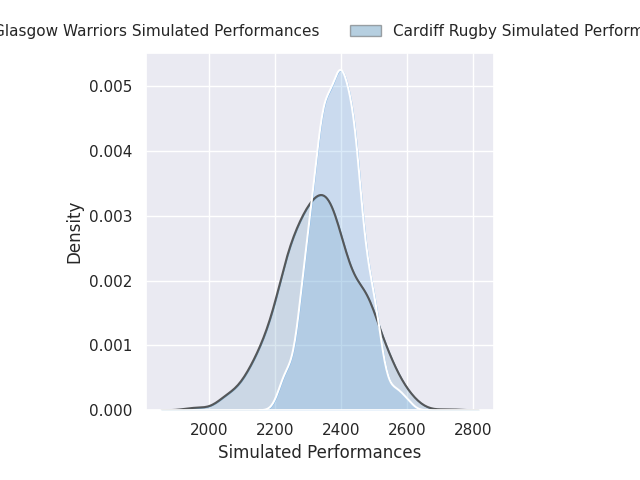 Glasgow Warriors Simulated Performances
Cardiff Rugby Simulated Perform
0.005
0.004
0.003
0.002
0.001
0.000
Density
2000 2200 2400 2600 2800
Simulated Performances